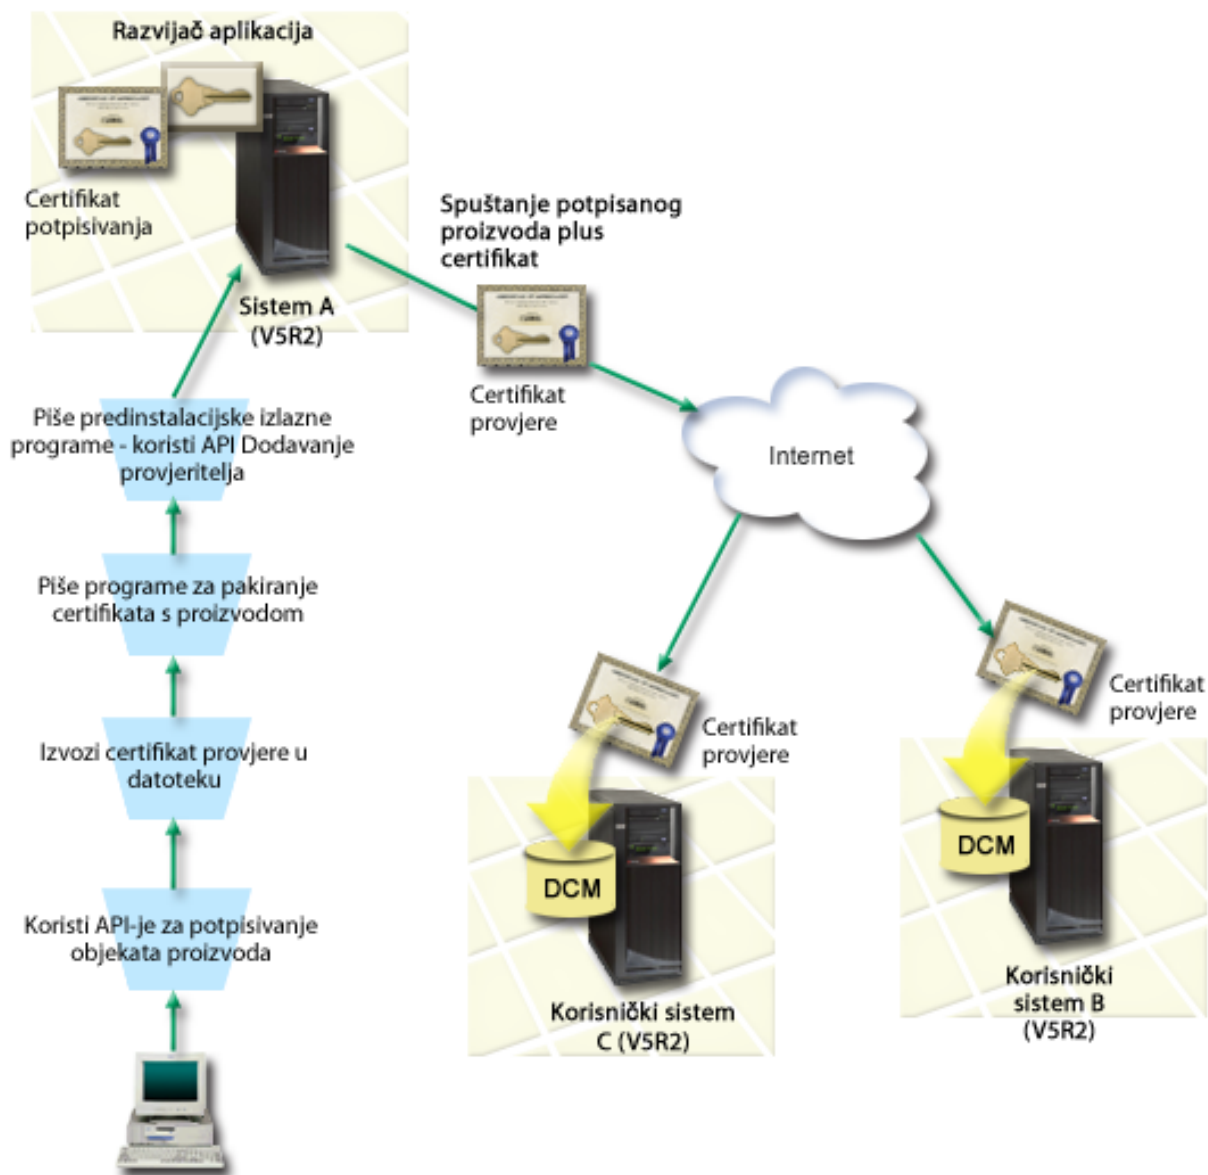 Razvijač aplikacija
Certifikat
potpisivanja
Sistem A
(V5R2)
Spuštanje potpisanog
proizvoda plus
certifikat
Certifikat
provjere
Internet
Piše predinstalacijske izlazne
programe - koristi API Dodavanje
provjeritelja
Piše programe za pakiranje
certifikata s proizvodom
Izvozi certifikat provjere u
datoteku
Koristi API-je za potpisivanje
objekata proizvoda
Certifikat
provjere
DCM
Korisnički sistem
C (V5R2)
Certifikat
provjere
DCM
Korisnički
sistem B
(V5R2)